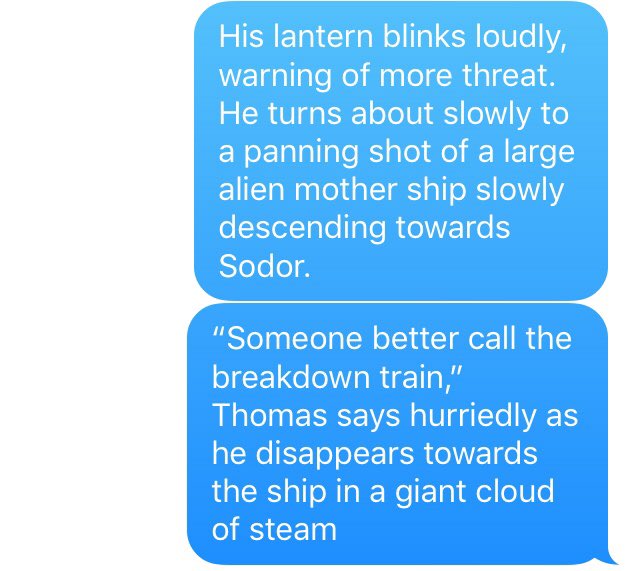 His lantern blinks loudly,
warning of more threat.
He turns about slowly to
a panning shot of a large
alien mother ship slowly
descending towards
Sodor.
“Someone better call the
breakdown train,”
Thomas says hurriedly as
he disappears towards
the ship in a giant cloud
of steam